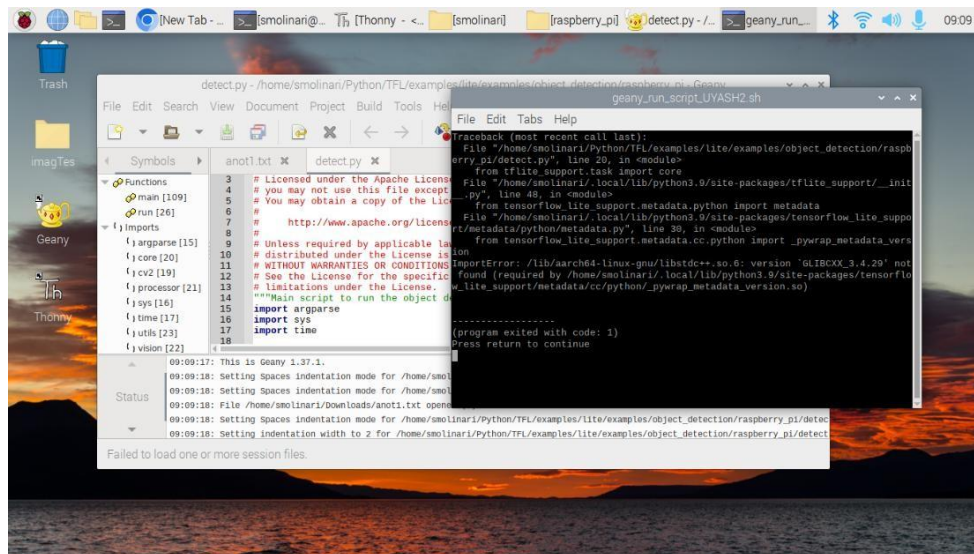 [New Tab - ...
[smolinari@...
[Thonny - <...
[smolinari]
[raspberry_pi]
detect.py - /...
geany_run_...
09:09
Trash
imagTes
Geany
Thonny
detect.py - /home/smolinari/Python/TFL/examples/lite/examples/object_detection/raspberry_pi - Geany
File Edit Search View Document Project Build Tools Hel
Symbols
anot1.txt
detect.py
Functions
main [109]
run [26]
Imports
argparse [15]
core [20]
cv2 [19]
processor [21]
sys [16]
time [17]
utils [23]
vision [22]
3 # Licensed under the Apache License
4 # you may not use this file except
5 # You may obtain a copy of the Lic
6 #
7 # http://www.apache.org/license
8 #
9 # Unless required by applicable la
10 # distributed under the License is
11 # WITHOUT WARRANTIES OR CONDITIONS
12 # See the License for the specific
13 # limitations under the License.
14 """Main script to run the object de
15 import argparse
16 import sys
17 import time
18
Status
09:09:17: This is Geany 1.37.1.
09:09:18: Setting Spaces indentation mode for /home/smol
09:09:18: Setting Spaces indentation mode for /home/smol
09:09:18: File /home/smolinari/Downloads/anot1.txt opene
09:09:18: Setting Spaces indentation mode for /home/smolinari/Python/TFL/examples/lite/examples/object_detection/raspberry_pi/detec
09:09:18: Setting indentation width to 2 for /home/smolinari/Python/TFL/examples/lite/examples/object_detection/raspberry_pi/detect
Failed to load one or more session files.
geany_run_script_UYASH2.sh
File Edit Tabs Help
Traceback (most recent call last):
File "/home/smolinari/Python/TFL/examples/lite/examples/object_detection/raspb
erry_pi/detect.py", line 20, in <module>
from tflite_support.task import core
File "/home/smolinari/.local/lib/python3.9/site-packages/tflite_support/__init
__.py", line 48, in <module>
from tensorflow_lite_support.metadata.python import metadata
File "/home/smolinari/.local/lib/python3.9/site-packages/tensorflow_lite_suppo
rt/metadata/python/metadata.py", line 30, in <module>
from tensorflow_lite_support.metadata.cc.python import _pywrap_metadata_vers
ion
ImportError: /lib/aarch64-linux-gnu/libstdc++.so.6: version `GLIBCXX_3.4.29' not
found (required by /home/smolinari/.local/lib/python3.9/site-packages/tensorflo
w_lite_support/metadata/cc/python/_pywrap_metadata_version.so)
------------------
(program exited with code: 1)
Press return to continue